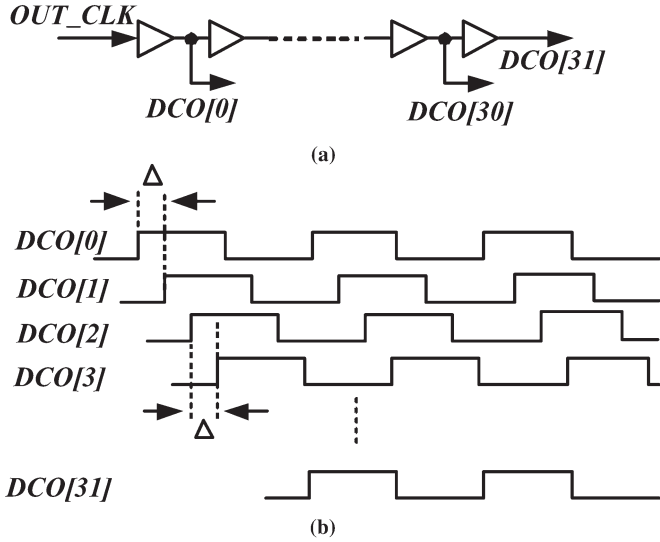 OUT_CLK
DCO[0]
DCO[30]
DCO[31]
(a)
Δ
DCO[0]
DCO[1]
DCO[2]
DCO[3]
Δ
DCO[31]
(b)